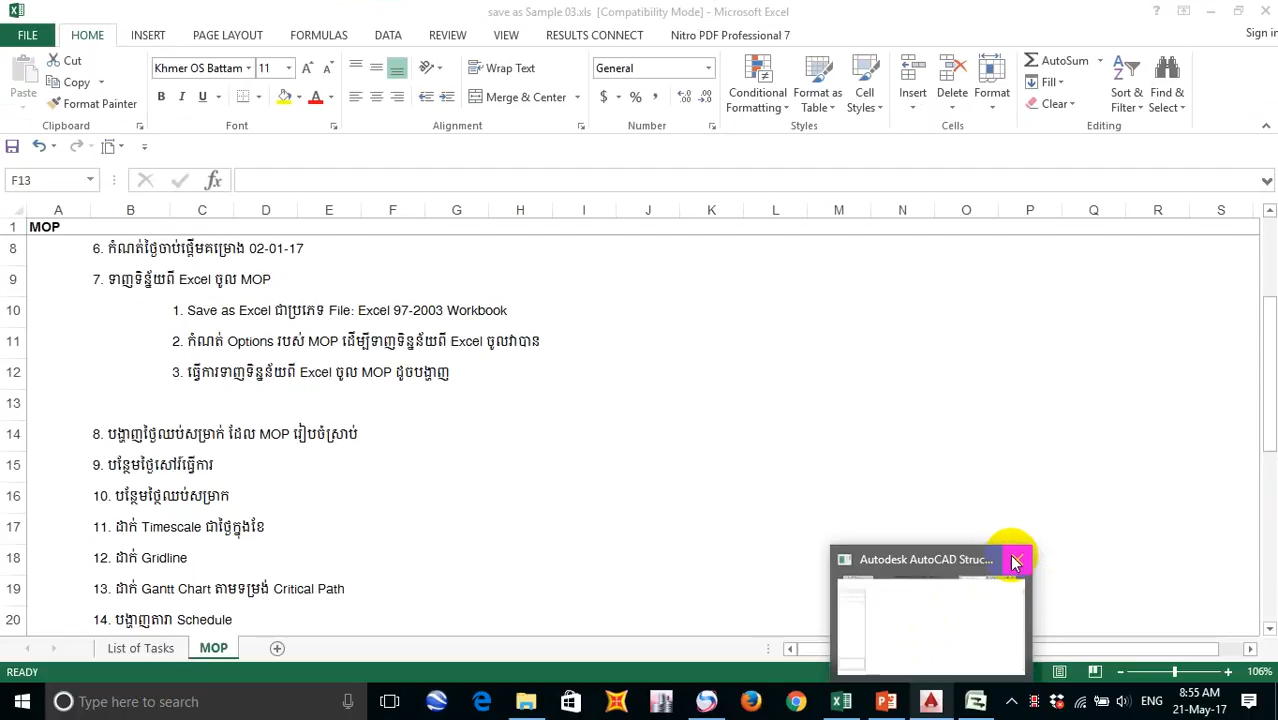 save as Sample 03.xls  [Compatibility Mode] - Microsoft Excel
FILE HOME INSERT PAGE LAYOUT FORMULAS DATA REVIEW VIEW RESULTS CONNECT Nitro PDF Professional 7 Sign in
Cut
Copy
Format Painter
Paste
Clipboard
Khmer OS Battam 11
B I U
Font
Wrap Text
Merge & Center
Alignment
General
$ % ,
Number
Conditional Formatting
Format as Table
Cell Styles
Styles
Insert Delete Format
Cells
AutoSum
Fill
Clear
Sort & Filter
Find & Select
Editing
F13 fx
A B C D E F G H I J K L M N O P Q R S
1 MOP
8 6. កំណត់ថ្ងៃចាប់ផ្តើមគម្រោង 02-01-17
9 7. ទាញទិន្ន័យពី Excel ចូល MOP
10 1. Save as Excel ជាប្រភេទ File: Excel 97-2003 Workbook
11 2. កំណត់ Options របស់ MOP ដើម្បីទាញទិន្នន័យពី Excel ចូលវាបាន
12 3. ធ្វើការទាញទិន្នន័យពី Excel ចូល MOP ដូចបង្ហាញ
13
14 8. បង្ហាញថ្ងៃឈប់សម្រាក់ ដែល MOP រៀបចំស្រាប់
15 9. បន្ថែមថ្ងៃសៅរ៍ធ្វើការ
16 10. បន្ថែមថ្ងៃឈប់សម្រាក
17 11. ដាក់ Timescale ជាថ្ងៃក្នុងខែ
18 12. ដាក់ Gridline
19 13. ដាក់ Gantt Chart តាមទម្រង់ Critical Path
20 14. បង្ហាញតារា Schedule
Autodesk AutoCAD Struc...
List of Tasks MOP
READY 106%
Type here to search ENG 8:55 AM
21-May-17